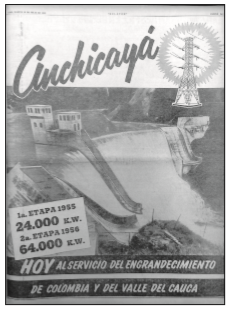 Anchicayá
1a. ETAPA 1955
24.000 K.W.
2a. ETAPA 1956
64.000 K.W.
HOY AL SERVICIO DEL ENGRANDECIMIENTO
DE COLOMBIA Y DEL VALLE DEL CAUCA